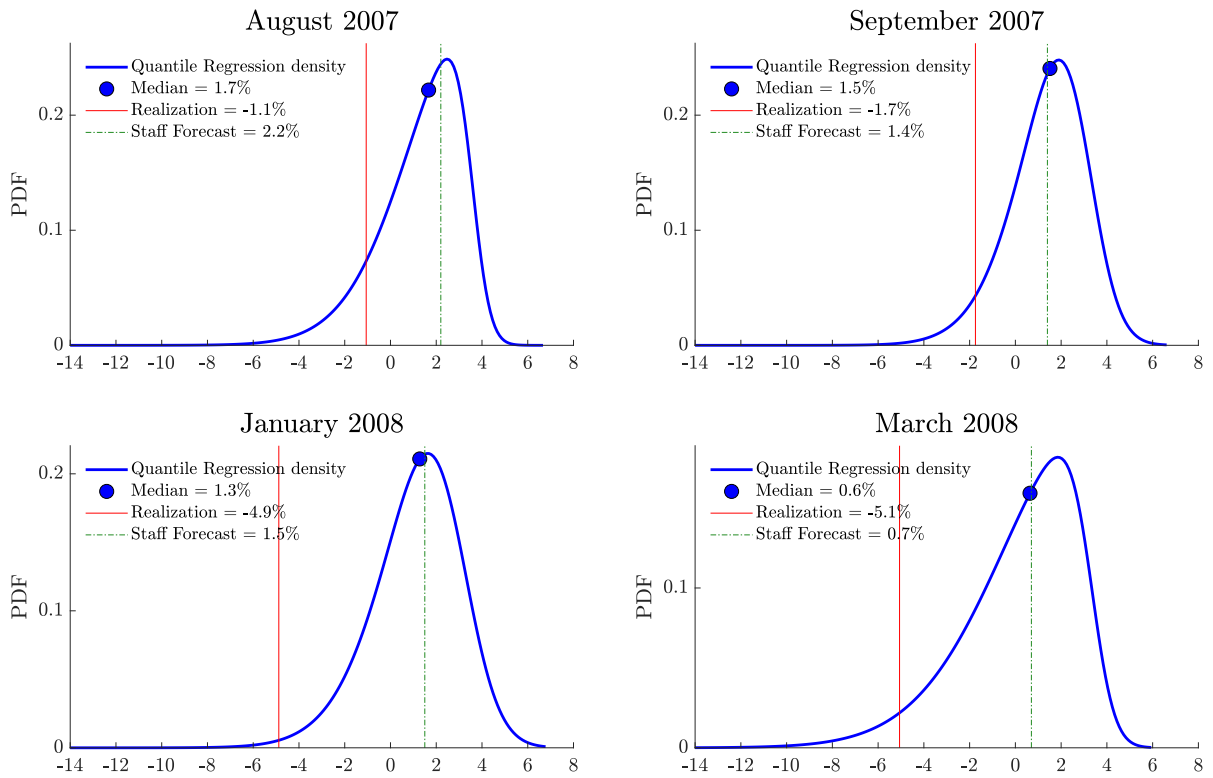 August 2007
Quantile Regression density
Median = 1.7%
Realization = -1.1%
Staff Forecast = 2.2%
PDF
0.2
0.1
0
-14 -12 -10 -8 -6 -4 -2 0 2 4 6 8
September 2007
Quantile Regression density
Median = 1.5%
Realization = -1.7%
Staff Forecast = 1.4%
PDF
0.2
0.1
0
-14 -12 -10 -8 -6 -4 -2 0 2 4 6 8
January 2008
Quantile Regression density
Median = 1.3%
Realization = -4.9%
Staff Forecast = 1.5%
PDF
0.2
0.1
0
-14 -12 -10 -8 -6 -4 -2 0 2 4 6 8
March 2008
Quantile Regression density
Median = 0.6%
Realization = -5.1%
Staff Forecast = 0.7%
PDF
0.1
0
-14 -12 -10 -8 -6 -4 -2 0 2 4 6 8